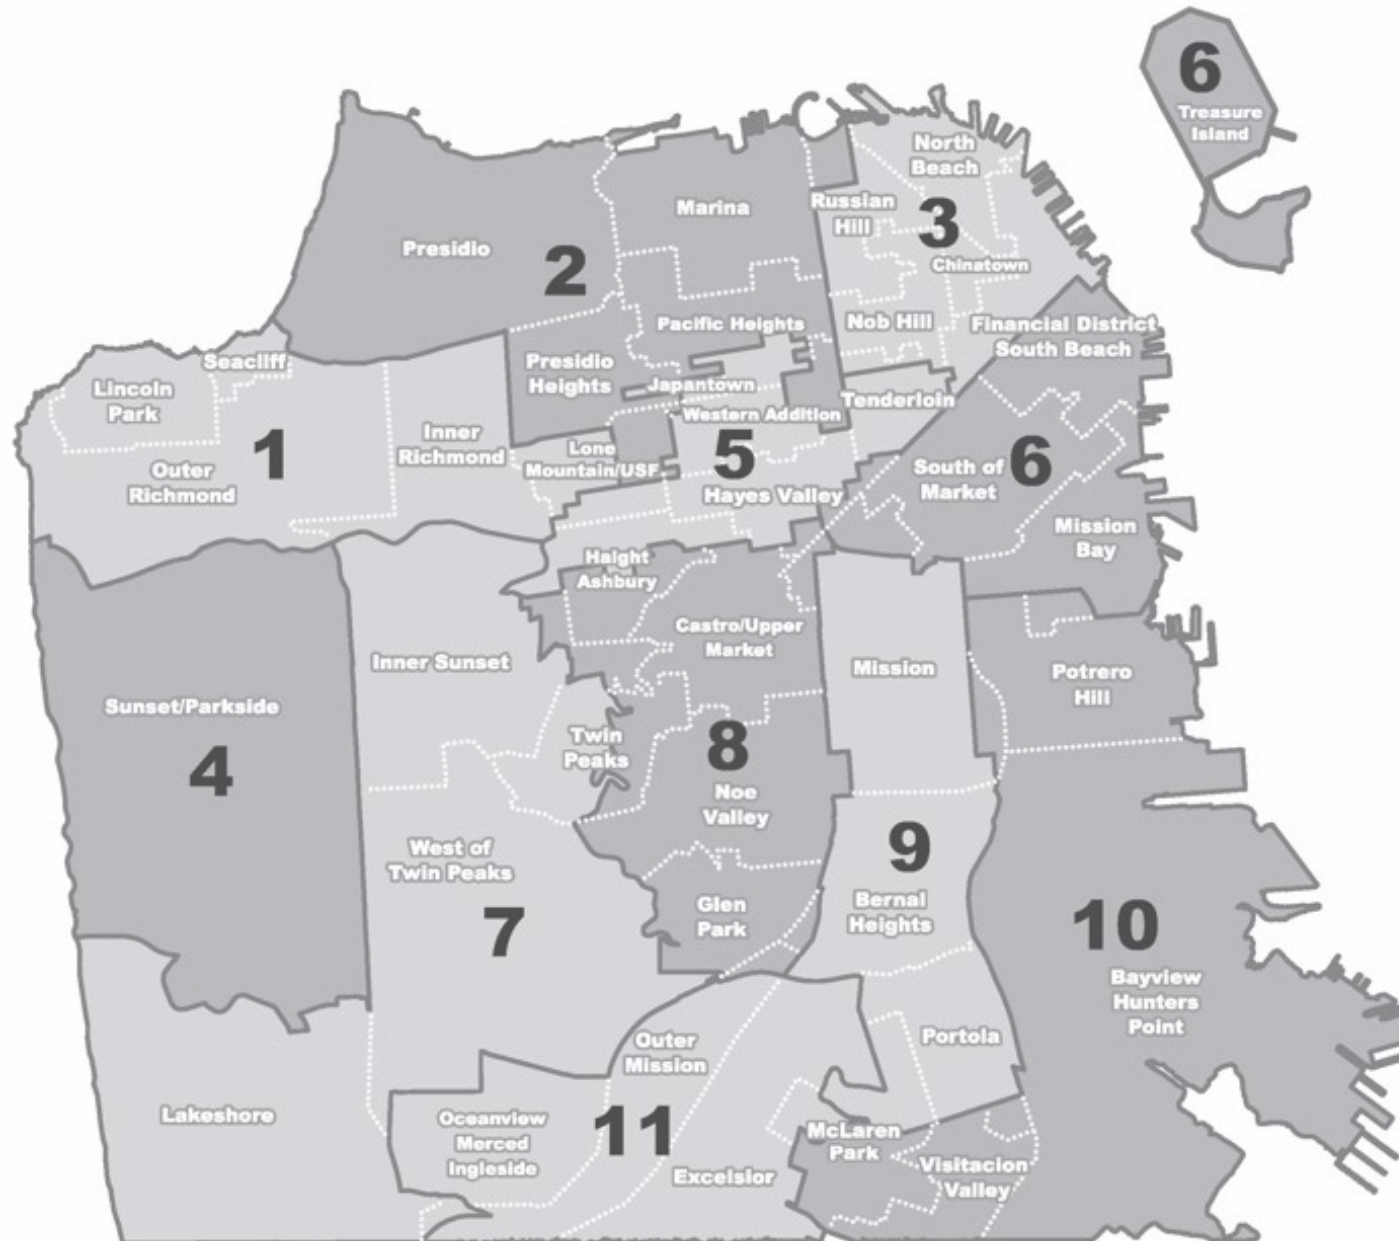 6
Treasure
Island
North
Beach
Marina
Russian
Hill
3
Presidio
2
Chinatown
Pacific Heights
Nob Hill
Financial District
South Beach
Seacliff
Presidio
Heights
Lincoln
Park
Japantown
Tenderloin
Western Addition
1
Inner
Richmond
Lone
Mountain/USF
5
6
Outer
Richmond
South of
Market
Hayes Valley
Mission
Bay
Haight
Ashbury
Castro/Upper
Market
Inner Sunset
Mission
Potrero
Hill
Sunset/Parkside
Twin
Peaks
8
4
Noe
Valley
West of
Twin Peaks
9
Glen
Park
Bernal
Heights
7
10
Bayview
Hunters
Point
Outer
Mission
Portola
Lakeshore
Oceanview
Merced
Ingleside
11
McLaren
Park
Excelsior
Visitacion
Valley